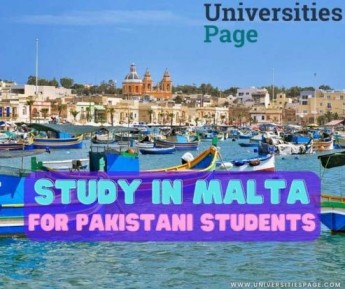 Universities
Page
STUDY IN MALTA
FOR PAKISTANI STUDENTS
WWW.UNIVERSITIESPAGE.COM